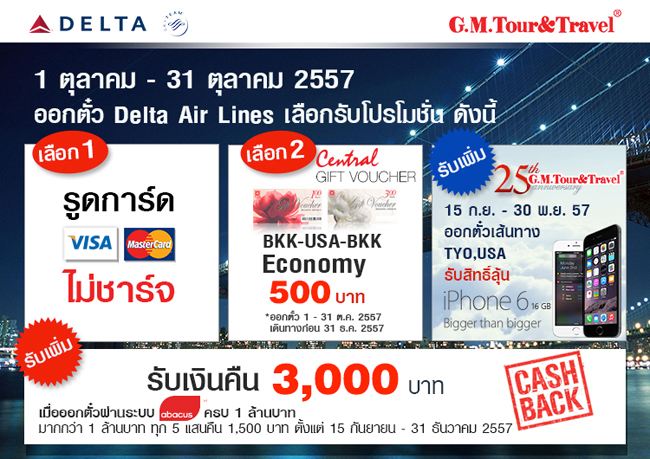 DELTA
SKYTEAM
G.M.Tour&Travel®
1 ตุลาคม - 31 ตุลาคม 2557
ออกตั๋ว Delta Air Lines เลือกรับโปรโมชั่น ดังนี้
เลือก 1
รูดการ์ด
VISA MasterCard
ไม่ชาร์จ
เลือก 2
Central
GIFT VOUCHER
BKK-USA-BKK
Economy
500 บาท
*ออกตั๋ว 1 - 31 ต.ค. 2557
เดินทางก่อน 31 ธ.ค. 2557
รับเพิ่ม
25th
G.M.Tour&Travel®
anniversary
15 ก.ย. - 30 พ.ย. 57
ออกตั๋วเส้นทาง
TYO,USA
รับสิทธิ์ลุ้น
iPhone 6 16 GB
Bigger than bigger
รับเพิ่ม
รับเงินคืน 3,000 บาท
CASH
BACK
เมื่อออกตั๋วผ่านระบบ abacus ครบ 1 ล้านบาท
มากกว่า 1 ล้านบาท ทุก 5 แสนคืน 1,500 บาท ตั้งแต่ 15 กันยายน - 31 ธันวาคม 2557